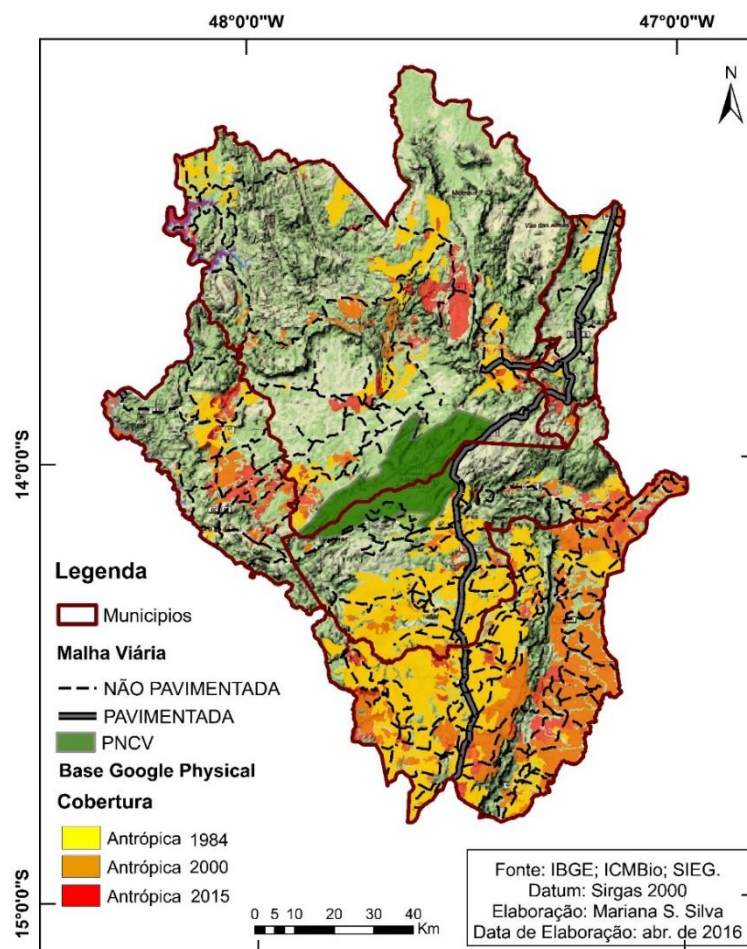 48°0'0"W
47°0'0"W
N
14°0'0"S
Legenda
Municipios
Malha Viária
NÃO PAVIMENTADA
PAVIMENTADA
PNCV
Base Google Physical
Cobertura
Antrópica 1984
Antrópica 2000
Antrópica 2015
15°0'0"S
0 5 10 20 30 40
Km
Fonte: IBGE; ICMBio; SIEG.
Datum: Sirgas 2000
Elaboração: Mariana S. Silva
Data de Elaboração: abr. de 2016